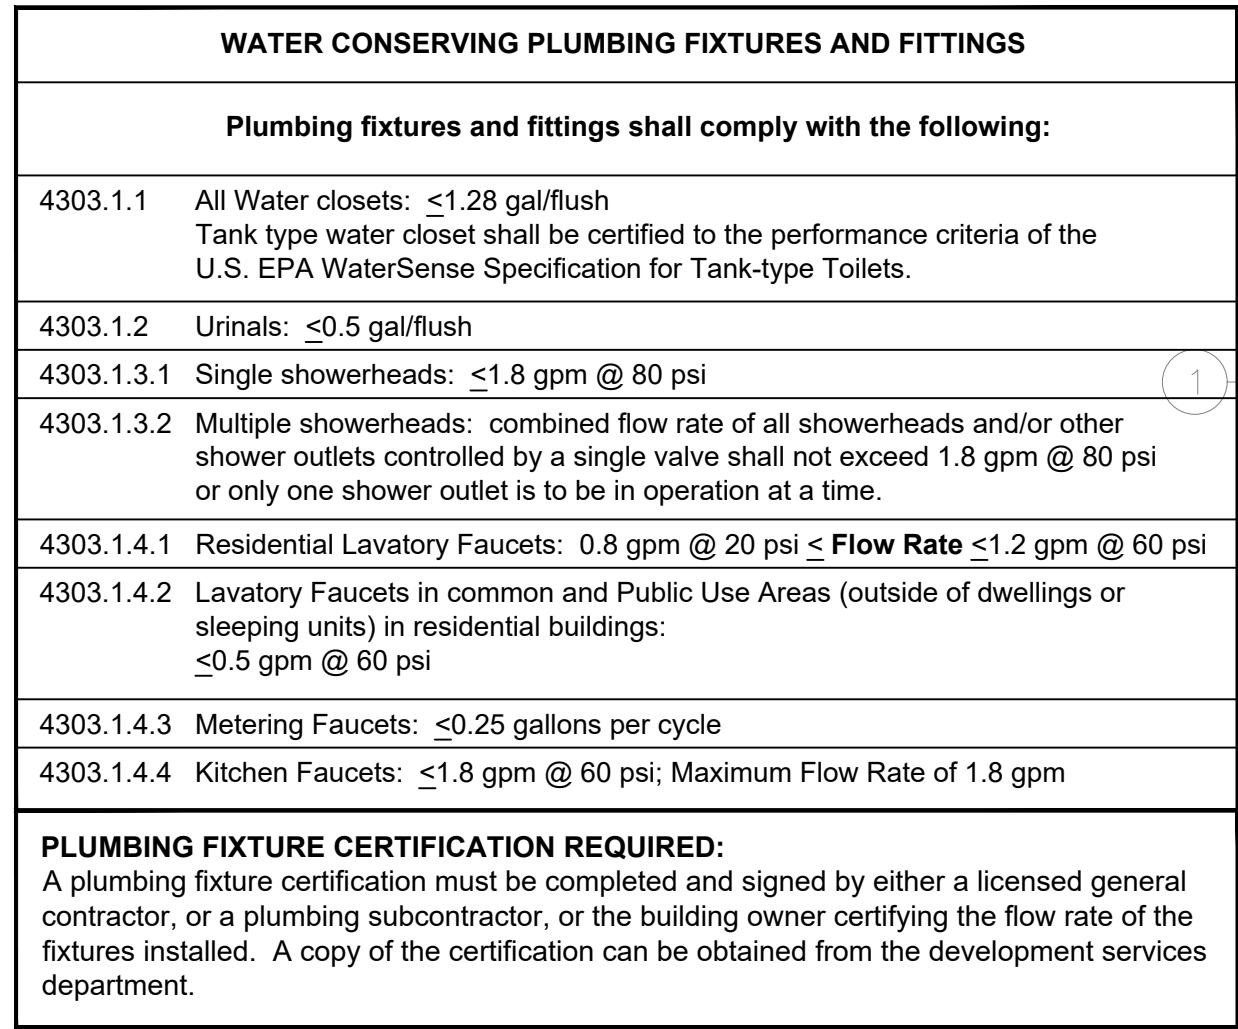 WATER CONSERVING PLUMBING FIXTURES AND FITTINGS
Plumbing fixtures and fittings shall comply with the following:
4303.1.1 All Water closets: ≤1.28 gal/flush
Tank type water closet shall be certified to the performance criteria of the
U.S. EPA WaterSense Specification for Tank-type Toilets.
4303.1.2 Urinals: ≤0.5 gal/flush
4303.1.3.1 Single showerheads: ≤1.8 gpm @ 80 psi
1
4303.1.3.2 Multiple showerheads: combined flow rate of all showerheads and/or other
shower outlets controlled by a single valve shall not exceed 1.8 gpm @ 80 psi
or only one shower outlet is to be in operation at a time.
4303.1.4.1 Residential Lavatory Faucets: 0.8 gpm @ 20 psi ≤ Flow Rate ≤1.2 gpm @ 60 psi
4303.1.4.2 Lavatory Faucets in common and Public Use Areas (outside of dwellings or
sleeping units) in residential buildings:
≤0.5 gpm @ 60 psi
4303.1.4.3 Metering Faucets: ≤0.25 gallons per cycle
4303.1.4.4 Kitchen Faucets: ≤1.8 gpm @ 60 psi; Maximum Flow Rate of 1.8 gpm
PLUMBING FIXTURE CERTIFICATION REQUIRED:
A plumbing fixture certification must be completed and signed by either a licensed general
contractor, or a plumbing subcontractor, or the building owner certifying the flow rate of the
fixtures installed. A copy of the certification can be obtained from the development services
department.